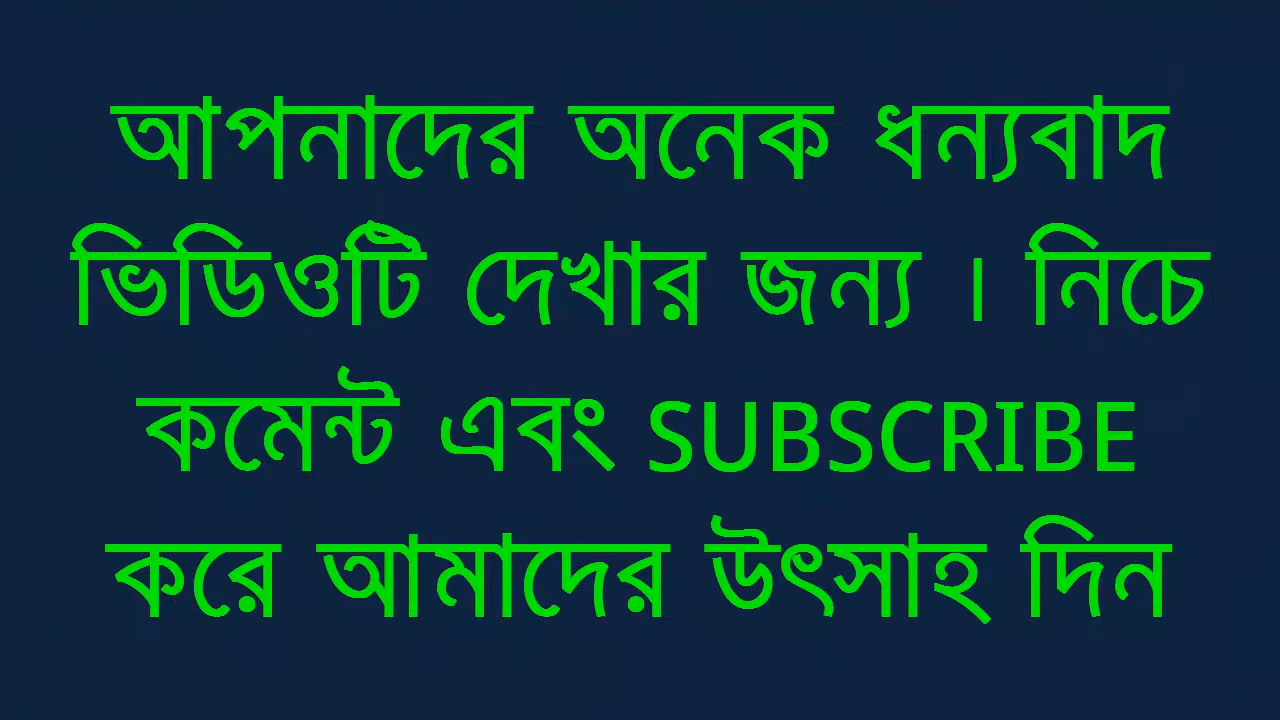 আপনাদের অনেক ধন্যবাদ
ভিডিওটি দেখার জন্য । নিচে
কমেন্ট এবং SUBSCRIBE
করে আমাদের উৎসাহ দিন